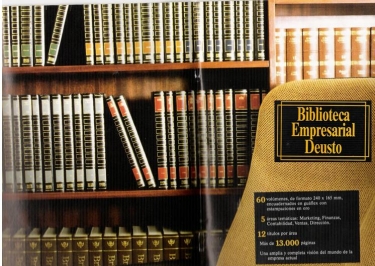 Biblioteca
Empresarial
Deusto
60 volúmenes, de formato 240 x 165 mm,
encuadernados en guaflex con
estampaciones en oro
5 áreas temáticas: Marketing, Finanzas,
Contabilidad, Ventas, Dirección.
12 títulos por área
Más de 13.000 páginas
Una amplia y completa visión del mundo de la
empresa actual